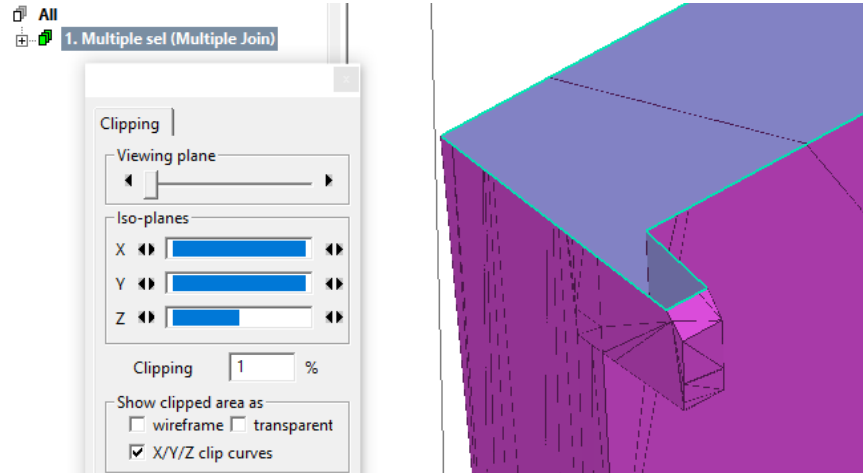 All
1. Multiple sel (Multiple Join)
Clipping
Viewing plane
Iso-planes
X
Y
Z
Clipping 1 %
Show clipped area as
wireframe transparent
X/Y/Z clip curves